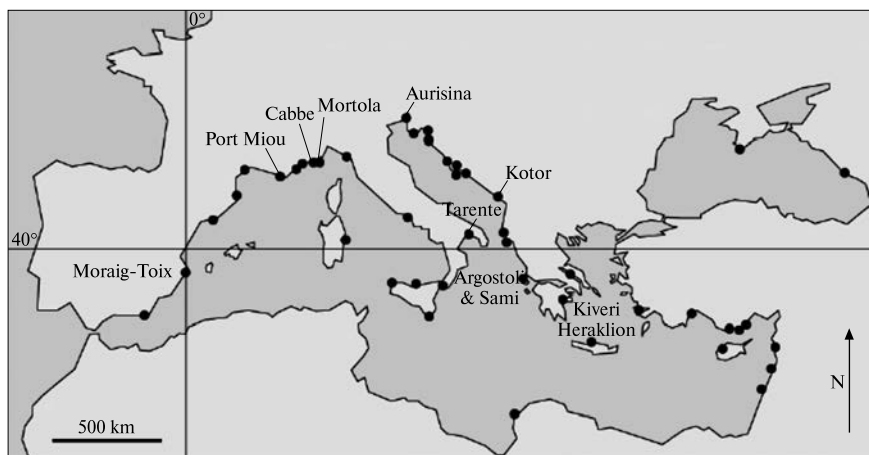 0°
Aurisina
Mortola
Cabbe
Port Miou
Kotor
Tarente
40°
Moraig-Toix
Argostoli
& Sami
Kiveri
Heraklion
N
500 km